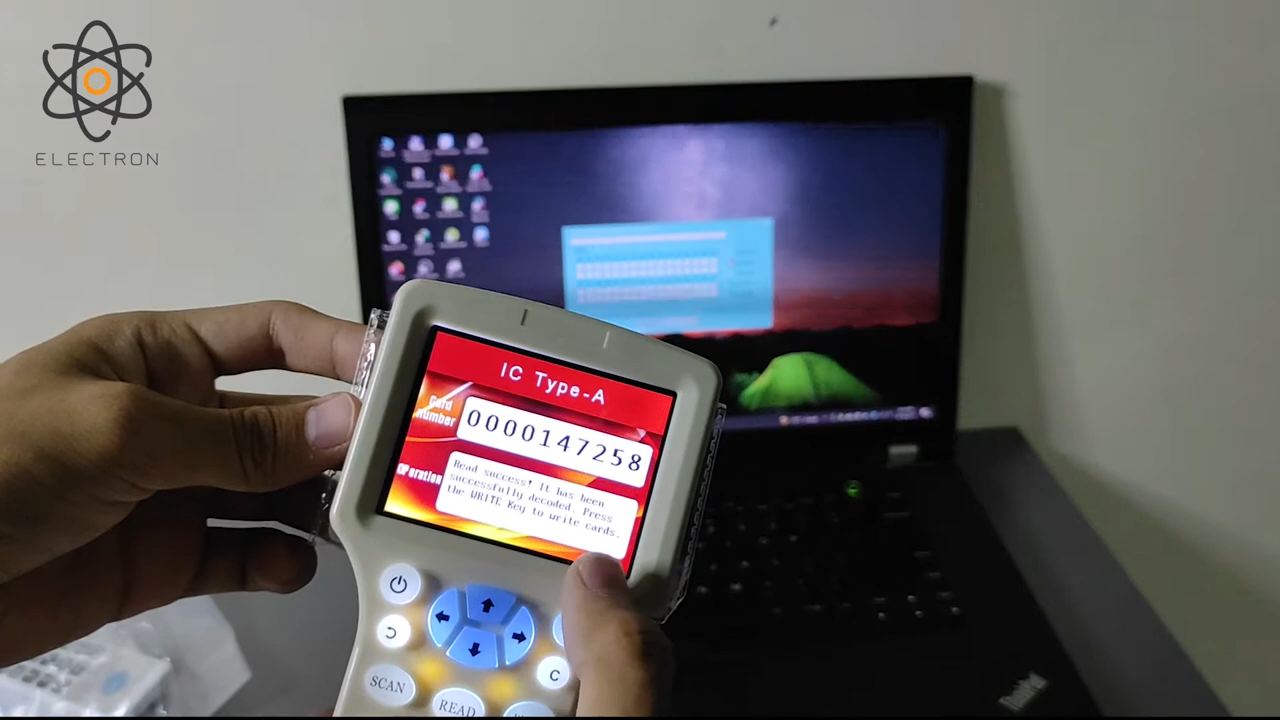 ELECTRON
IC Type-A
Card
number
0000147258
OPeration
Read success! It has been
successfully decoded. Press
the WRITE Key to write cards.
C
SCAN
READ
ThinkPad